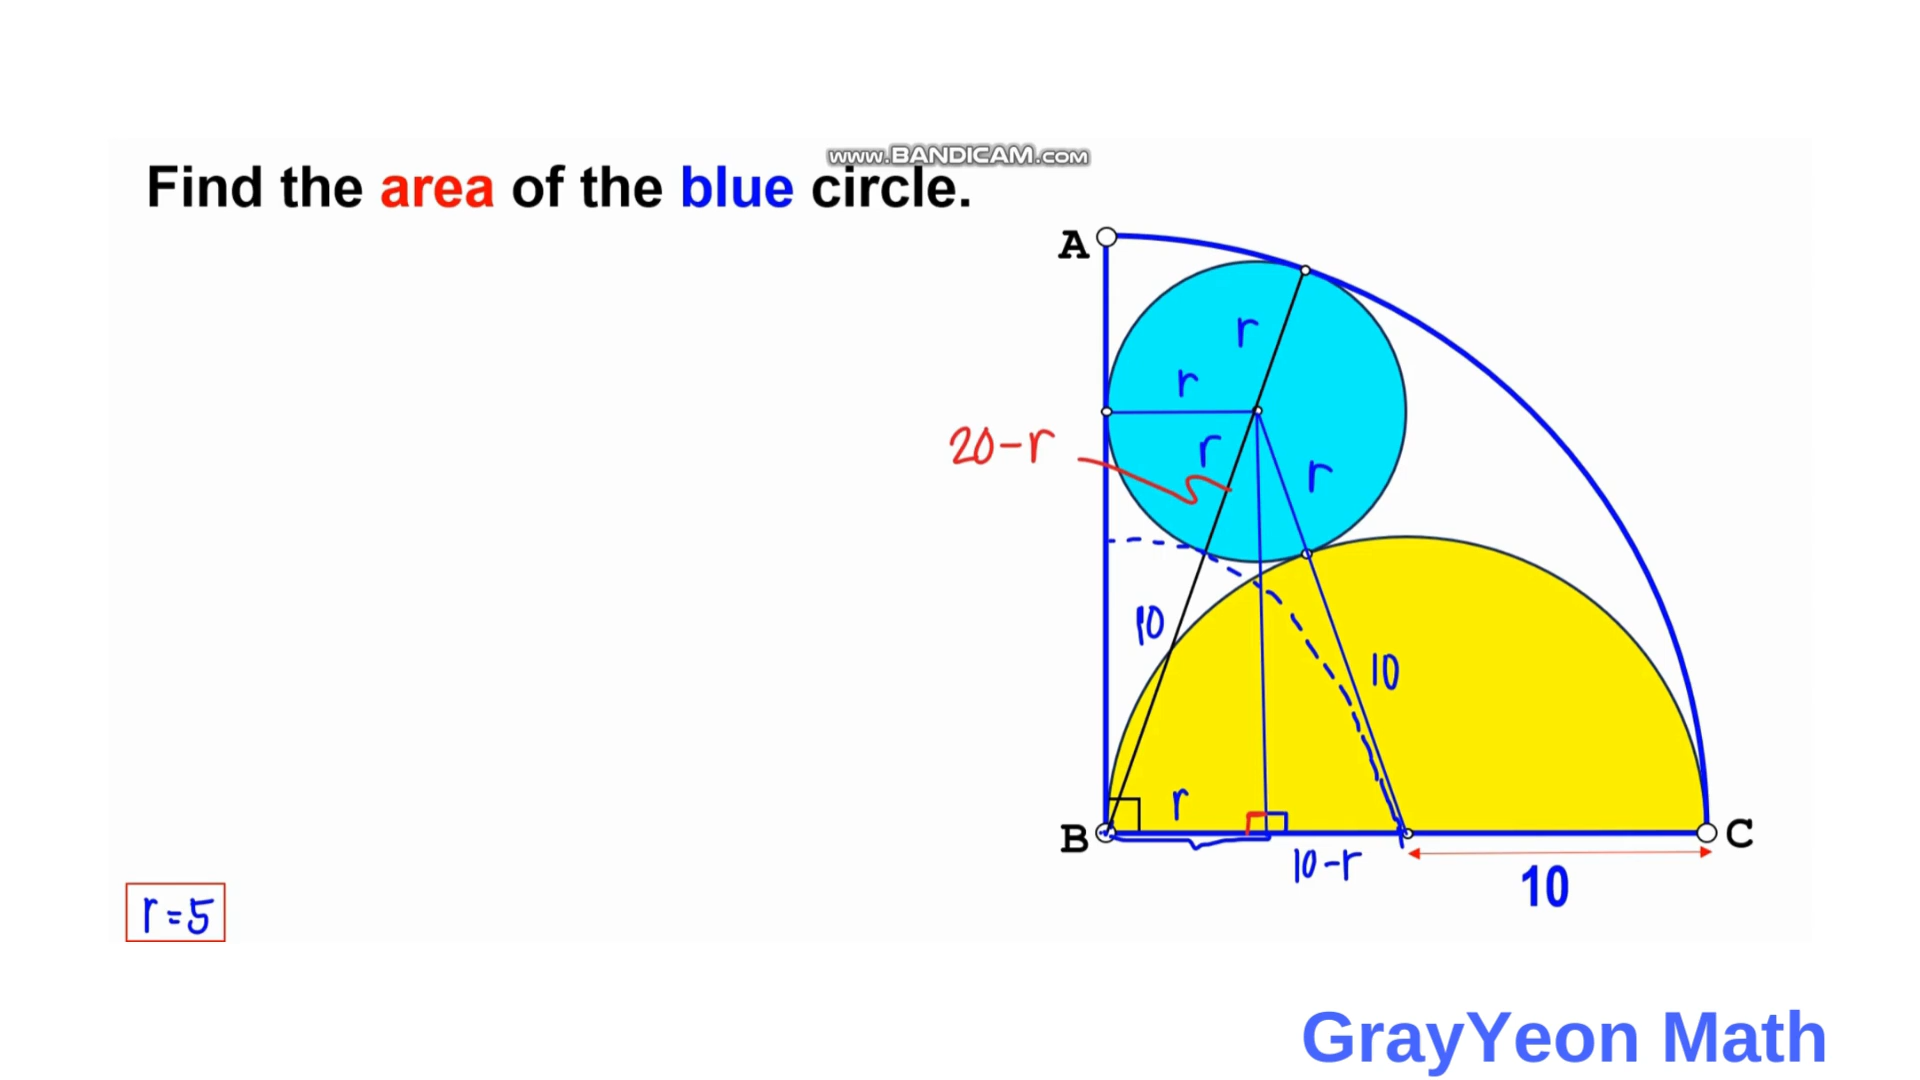 www.BANDICAM.com
Find the area of the blue circle.
A
r
r
20-r
r
r
10
10
r
B
C
10-r
10
r=5
GrayYeon Math